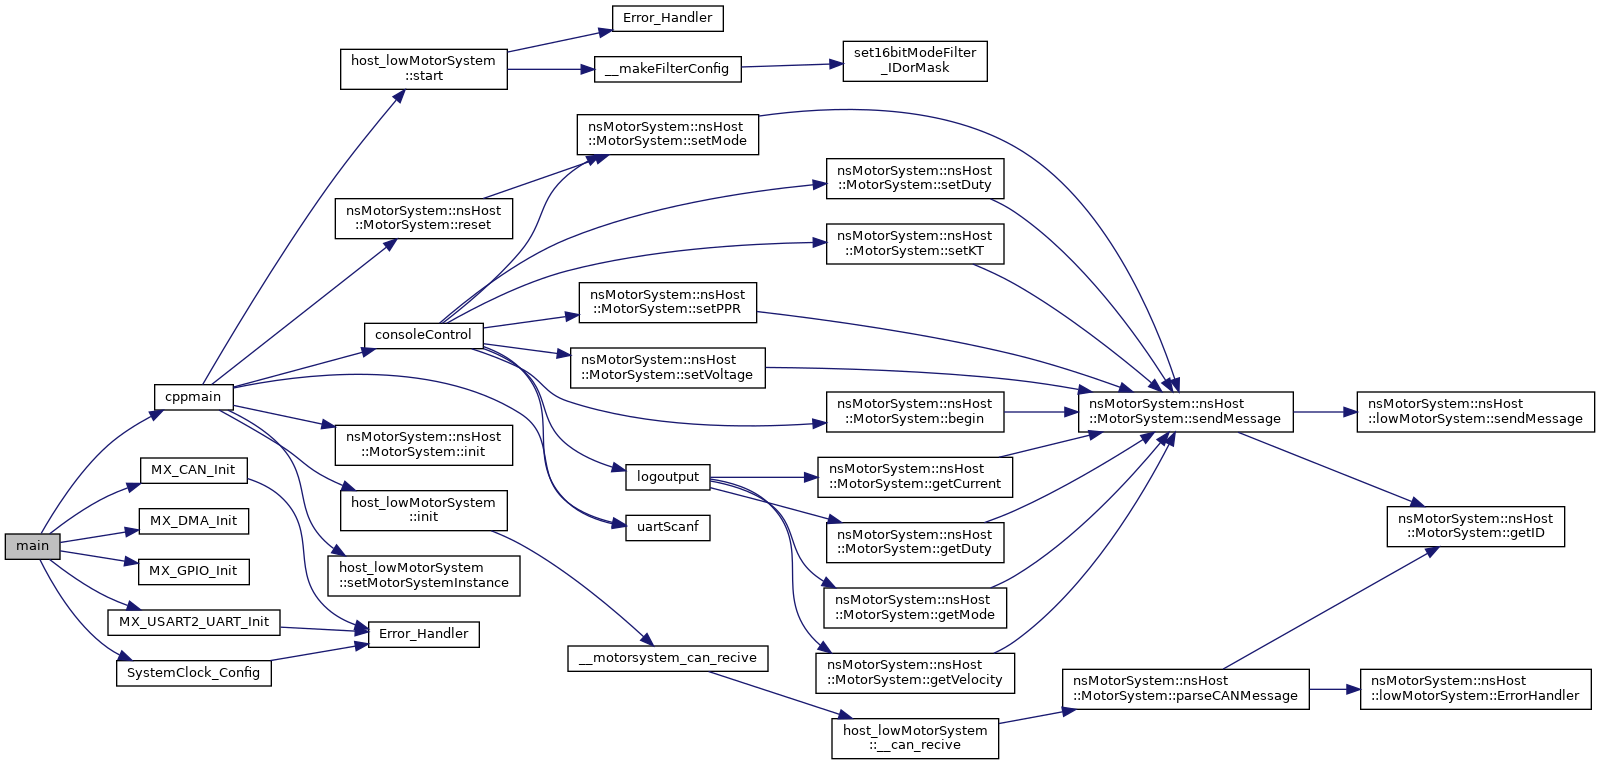 Error_Handler
host_lowMotorSystem
::start
__makeFilterConfig
set16bitModeFilter
_IDorMask
nsMotorSystem::nsHost
::MotorSystem::setMode
nsMotorSystem::nsHost
::MotorSystem::setDuty
nsMotorSystem::nsHost
::MotorSystem::reset
nsMotorSystem::nsHost
::MotorSystem::setKT
nsMotorSystem::nsHost
::MotorSystem::setPPR
consoleControl
nsMotorSystem::nsHost
::MotorSystem::setVoltage
cppmain
nsMotorSystem::nsHost
::MotorSystem::begin
nsMotorSystem::nsHost
::MotorSystem::sendMessage
nsMotorSystem::nsHost
::lowMotorSystem::sendMessage
nsMotorSystem::nsHost
::MotorSystem::init
MX_CAN_Init
logoutput
nsMotorSystem::nsHost
::MotorSystem::getCurrent
host_lowMotorSystem
::init
MX_DMA_Init
uartScanf
nsMotorSystem::nsHost
::MotorSystem::getDuty
nsMotorSystem::nsHost
::MotorSystem::getID
main
MX_GPIO_Init
host_lowMotorSystem
::setMotorSystemInstance
nsMotorSystem::nsHost
::MotorSystem::getMode
MX_USART2_UART_Init
Error_Handler
SystemClock_Config
__motorsystem_can_recive
nsMotorSystem::nsHost
::MotorSystem::getVelocity
nsMotorSystem::nsHost
::MotorSystem::parseCANMessage
nsMotorSystem::nsHost
::lowMotorSystem::ErrorHandler
host_lowMotorSystem
::__can_recive